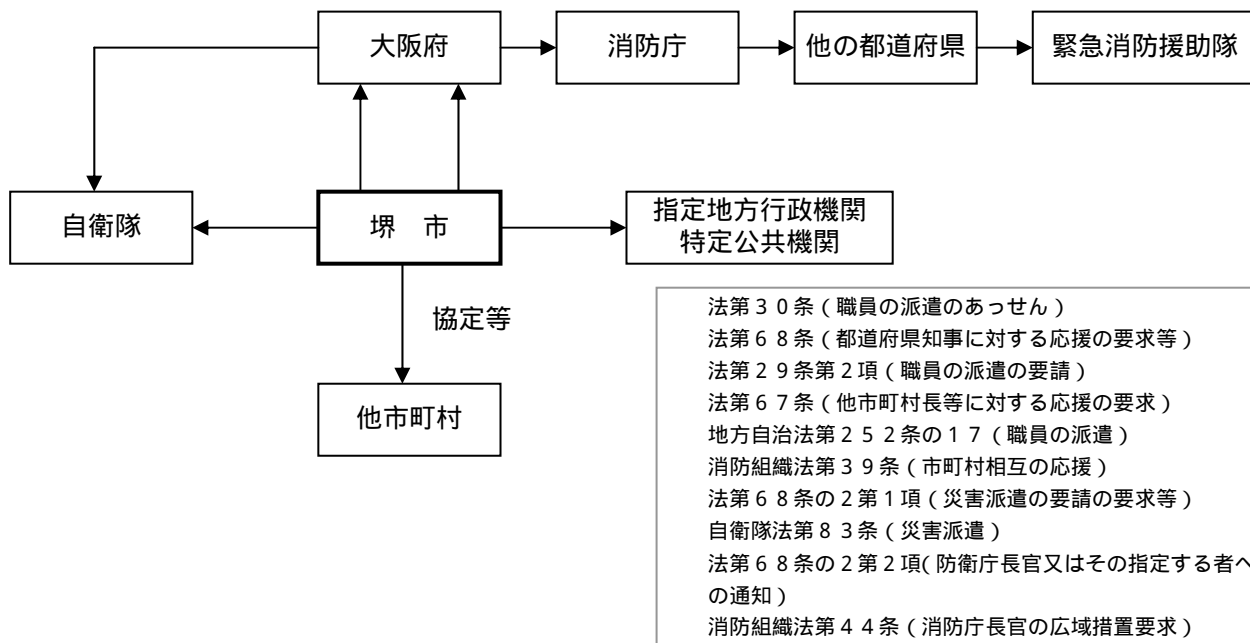 大阪府
消防庁
他の都道府県
緊急消防援助隊
自衛隊
堺　市
指定地方行政機関
特定公共機関
協定等
他市町村
法第３０条（職員の派遣のあっせん）
法第６８条（都道府県知事に対する応援の要求等）
法第２９条第２項（職員の派遣の要請）
法第６７条（他市町村長等に対する応援の要求）
地方自治法第２５２条の１７（職員の派遣）
消防組織法第３９条（市町村相互の応援）
法第６８条の２第１項（災害派遣の要請の要求等）
自衛隊法第８３条（災害派遣）
法第６８条の２第２項（防衛庁長官又はその指定する者へ
の通知）
消防組織法第４４条（消防庁長官の広域措置要求）